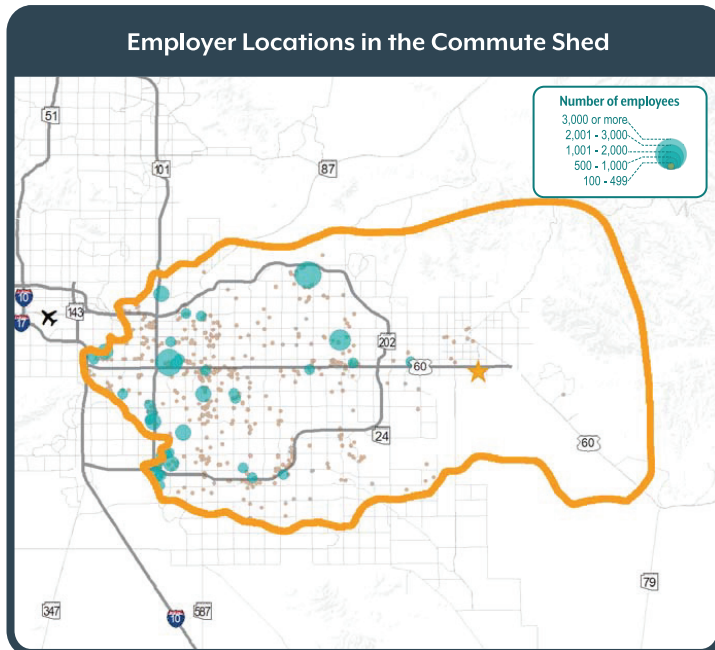 Employer Locations in the Commute Shed
Number of employees
3,000 or more
2,001 - 3,000
1,001 - 2,000
500 - 1,000
100 - 499
51
101
87
10
143
17
202
60
24
60
79
347
10
587